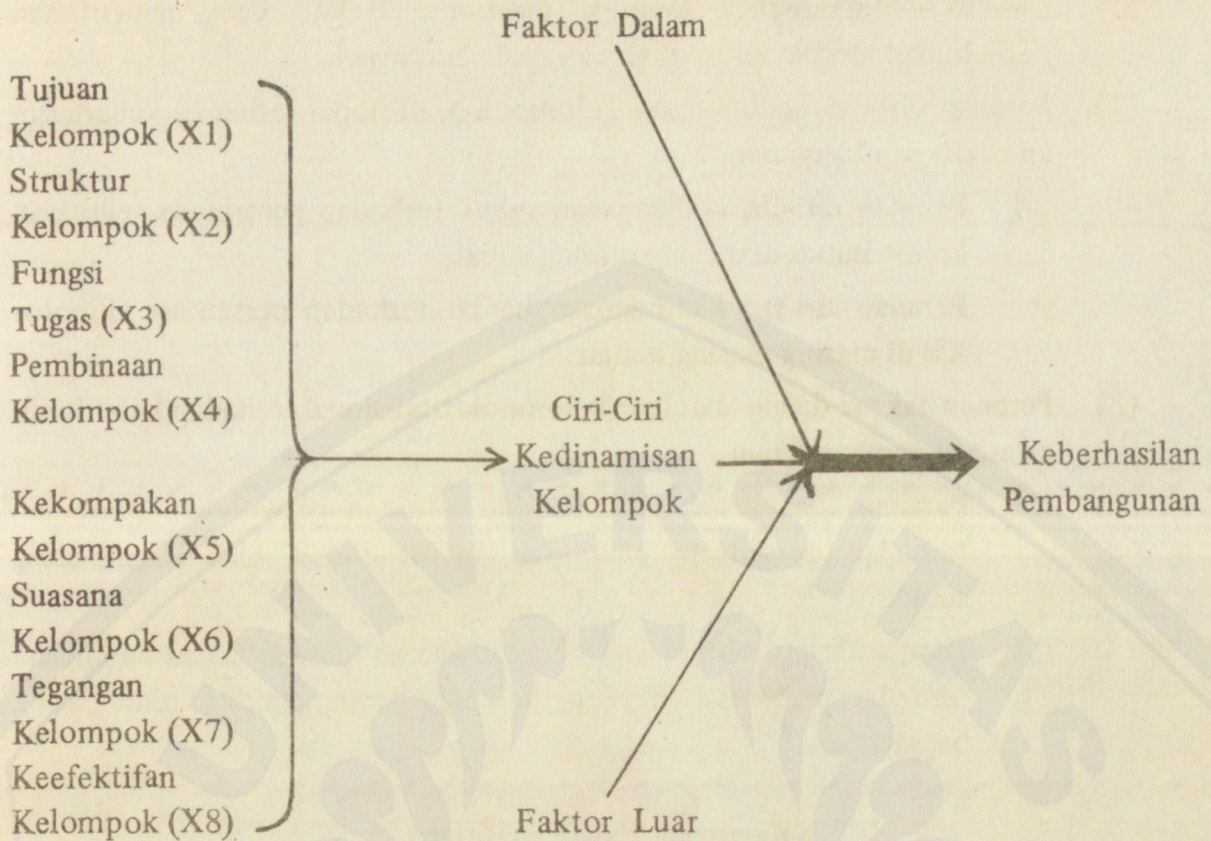 Faktor Dalam
Tujuan
Kelompok (X1)
Struktur
Kelompok (X2)
Fungsi
Tugas (X3)
Pembinaan
Kelompok (X4)
Kekompakan
Kelompok (X5)
Suasana
Kelompok (X6)
Tegangan
Kelompok (X7)
Keefektifan
Kelompok (X8)
Ciri-Ciri
Kedinamisan
Kelompok
Keberhasilan
Pembangunan
Faktor Luar
UNIVERSITAS